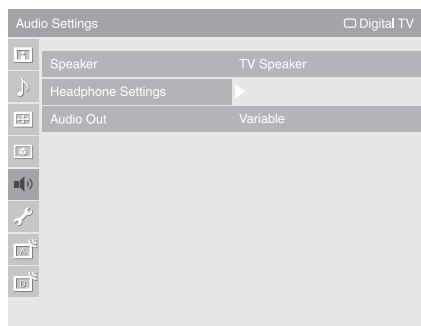 Audio Settings Digital TV
Speaker TV Speaker
Headphone Settings
Audio Out Variable
A
D